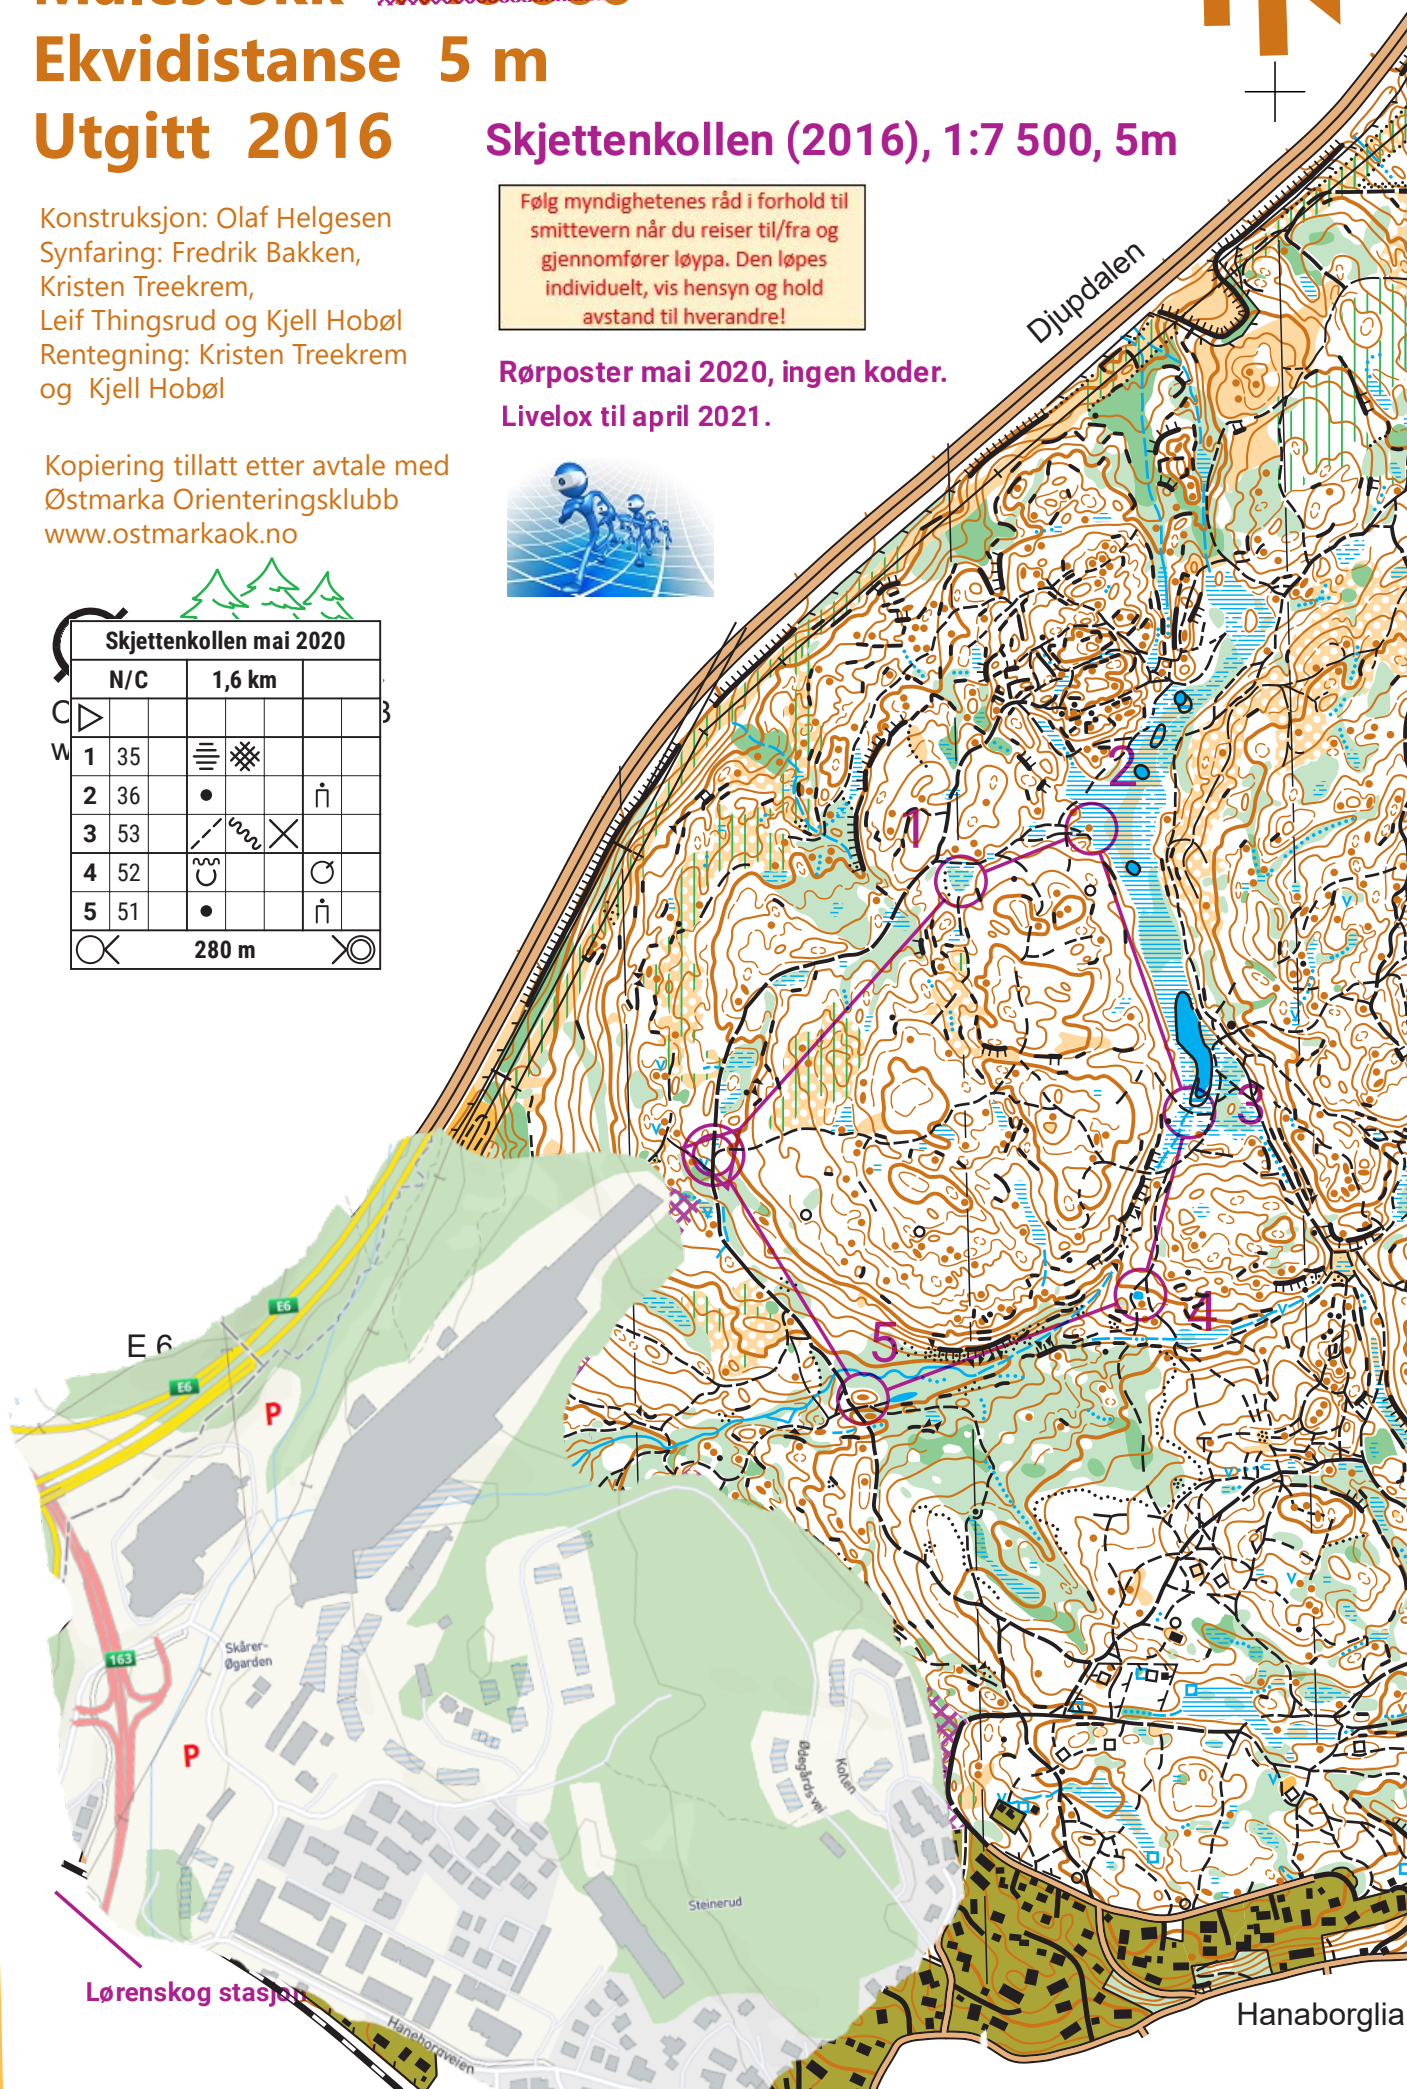 Ekvidistanse 5 m
Utgitt 2016
Skjettenkollen (2016), 1:7 500, 5m
Konstruksjon: Olaf Helgesen
Synfaring: Fredrik Bakken,
Kristen Treekrem,
Leif Thingsrud og Kjell Hobøl
Rentegning: Kristen Treekrem
og Kjell Hobøl
Følg myndighetenes råd i forhold til
smittevern når du reiser til/fra og
gjennomfører løypa. Den løpes
individuelt, vis hensyn og hold
avstand til hverandre!
Rørposter mai 2020, ingen koder.
Livelox til april 2021.
Kopiering tillatt etter avtale med
Østmarka Orienteringsklubb
www.ostmarkaok.no
Djupdalen
Skjettenkollen mai 2020
N/C 1,6 km
1 35
2 36
3 53
4 52
5 51
280 m
2
1
3
4
5
E6
E 6
E6
P
163
Skårer-
Øgarden
P
Ødegårds vei
Kollen
Steinerud
Lørenskog stasjon
Hanaborglia
Haneborgveien